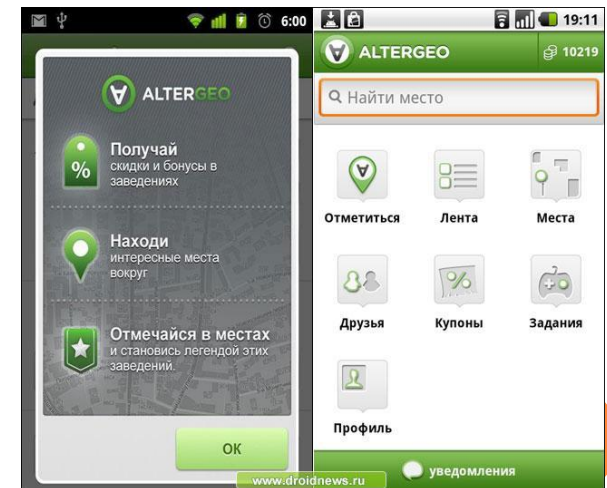 6:00
ALTERGEO
%
Получай
скидки и бонусы в
заведениях
Находи
интересные места
вокруг
Отмечайся в местах
и становись легендой этих
заведений.
ОК
19:11
ALTERGEO
10219
Найти место
Отметиться
Лента
Места
%
Друзья
Купоны
Задания
Профиль
уведомления
www.droidnews.ru